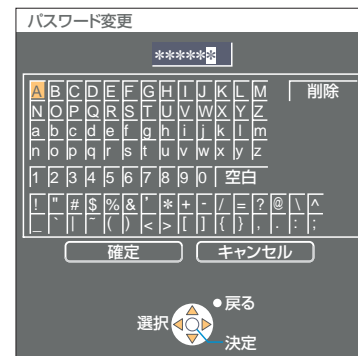 パスワード変更
******
A B C D E F G H I J K L M 削除
N O P Q R S T U V W X Y Z
a b c d e f g h i j k l m
n o p q r s t u v w x y z
1 2 3 4 5 6 7 8 9 0 空白
! " # $ % & ' * + - / = ? @ \ ^
_ ` | ~ ( ) < > [ ] { } , . : ;
確定 キャンセル
戻る
選択
決定